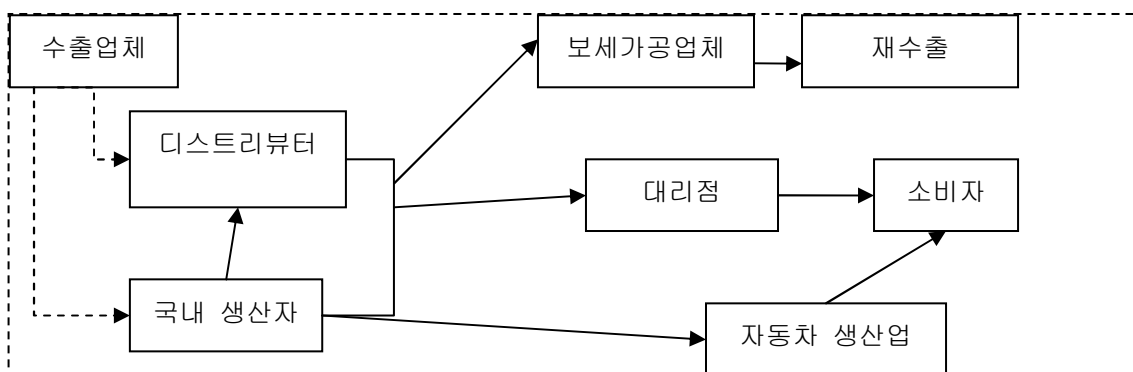 수출업체
보세가공업체
재수출
디스트리뷰터
대리점
소비자
국내 생산자
자동차 생산업